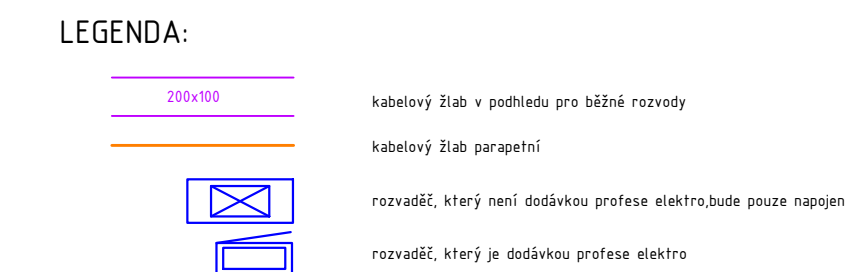 LEGENDA:
200x100
kabelový žlab v podhledu pro běžné rozvody
kabelový žlab parapetní
rozvaděč, který není dodávkou profese elektro,bude pouze napojen
rozvaděč, který je dodávkou profese elektro